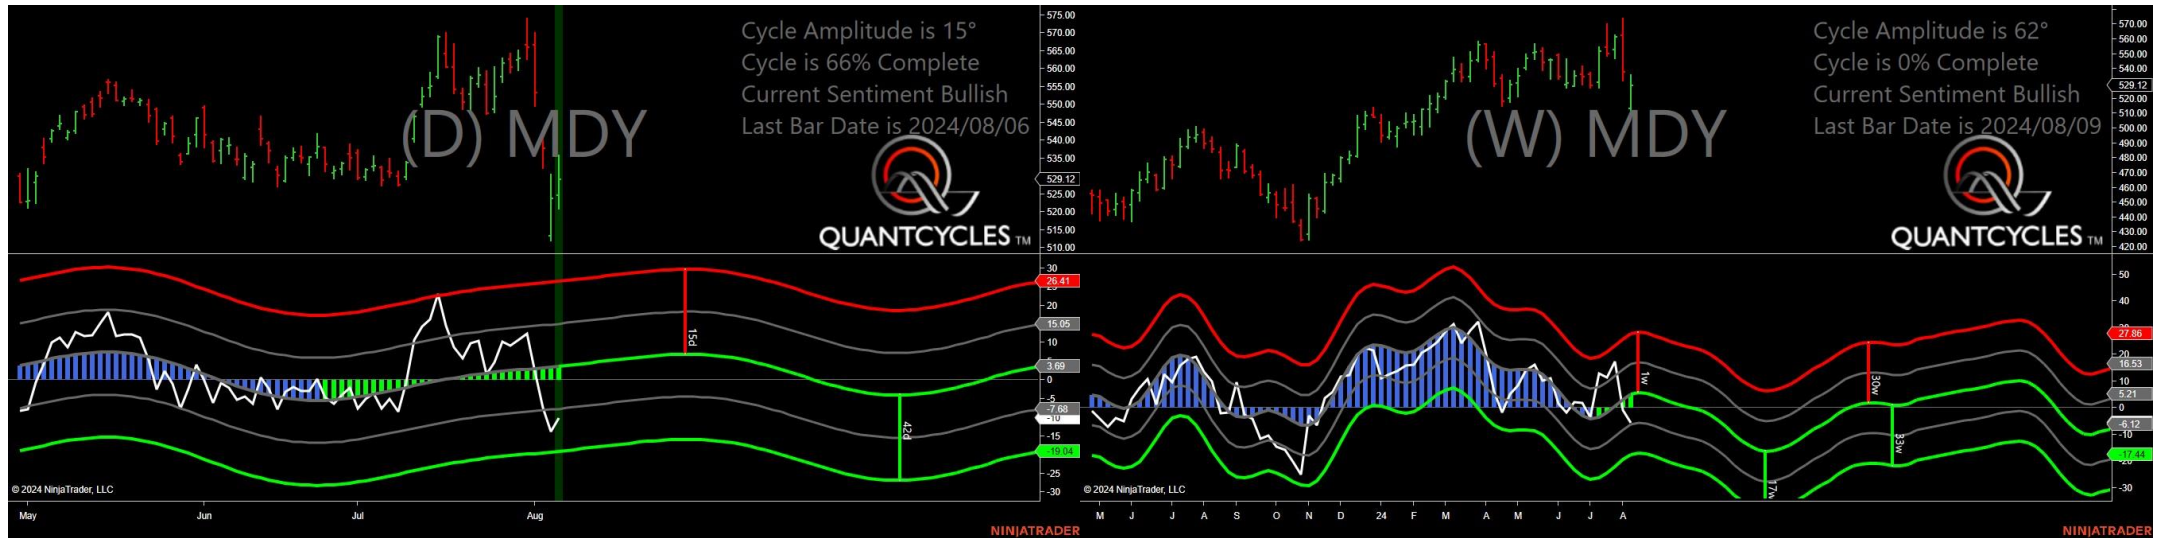 Cycle Amplitude is 15°
Cycle is 66% Complete
Current Sentiment Bullish
Last Bar Date is 2024/08/06
(D) MDY
QUANTCYCLES TM
575.00
570.00
565.00
560.00
555.00
550.00
545.00
540.00
535.00
529.12
525.00
520.00
515.00
510.00
30
26.41
20
15.05
10
3.69
0
-5
-7.68
-10
-15
-19.04
-25
-30
15d
42d
© 2024 NinjaTrader, LLC
May Jun Jul Aug
NINJATRADER
Cycle Amplitude is 62°
Cycle is 0% Complete
Current Sentiment Bullish
Last Bar Date is 2024/08/09
(W) MDY
QUANTCYCLES TM
570.00
560.00
550.00
540.00
529.12
520.00
510.00
500.00
490.00
480.00
470.00
460.00
450.00
440.00
430.00
420.00
50
40
27.86
20
16.53
10
5.21
0
-6.12
-10
-17.44
-30
1w
17w
30w
33w
© 2024 NinjaTrader, LLC
M J J A S O N D 24 F M A M J J A
NINJATRADER